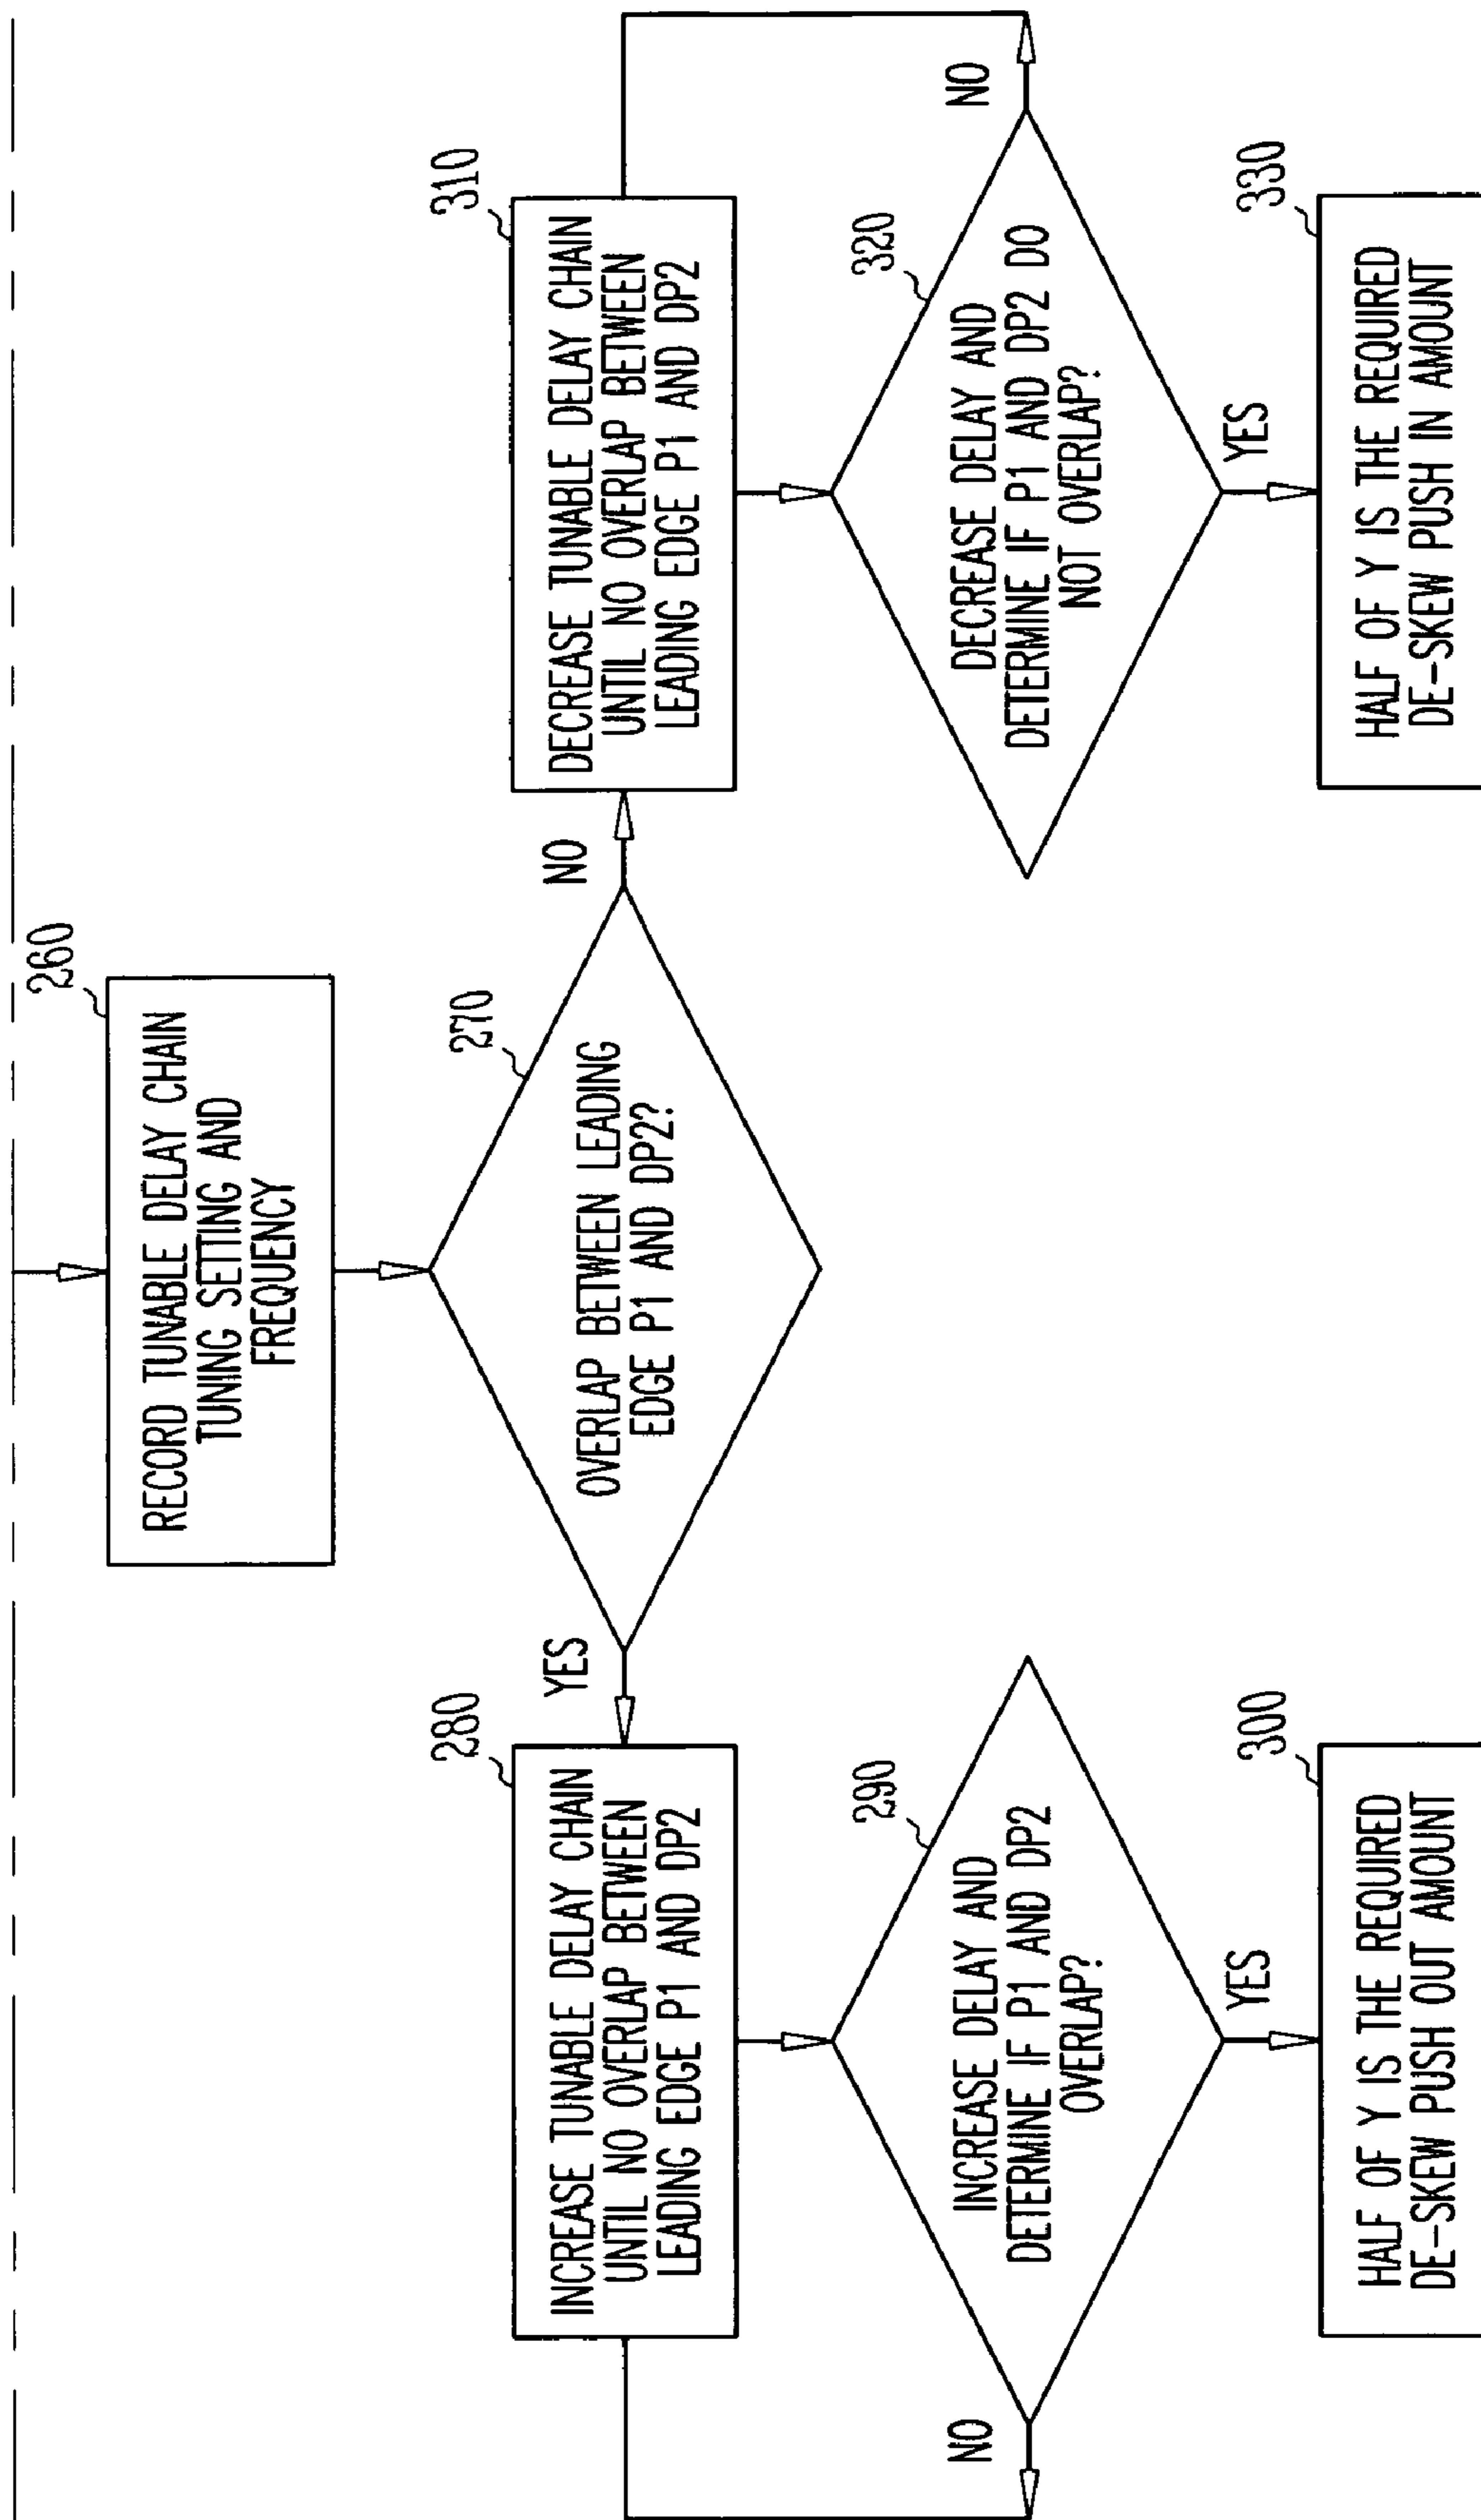 260
RECORD TUNABLE DELAY CHAIN
TUNING SETTING AND
FREQUENCY
270
OVERLAP BETWEEN LEADING
EDGE P1 AND DP2?
YES
NO
280
INCREASE TUNABLE DELAY CHAIN
UNTIL NO OVERLAP BETWEEN
LEADING EDGE P1 AND DP2
290
INCREASE DELAY AND
DETERMINE IF P1 AND DP2
OVERLAP?
NO
YES
300
HALF OF Y IS THE REQUIRED
DE-SKEW PUSH OUT AMOUNT
310
DECREASE TUNABLE DELAY CHAIN
UNTIL NO OVERLAP BETWEEN
LEADING EDGE P1 AND DP2
320
DECREASE DELAY AND
DETERMINE IF P1 AND DP2 DO
NOT OVERLAP?
NO
YES
330
HALF OF Y IS THE REQUIRED
DE-SKEW PUSH IN AMOUNT